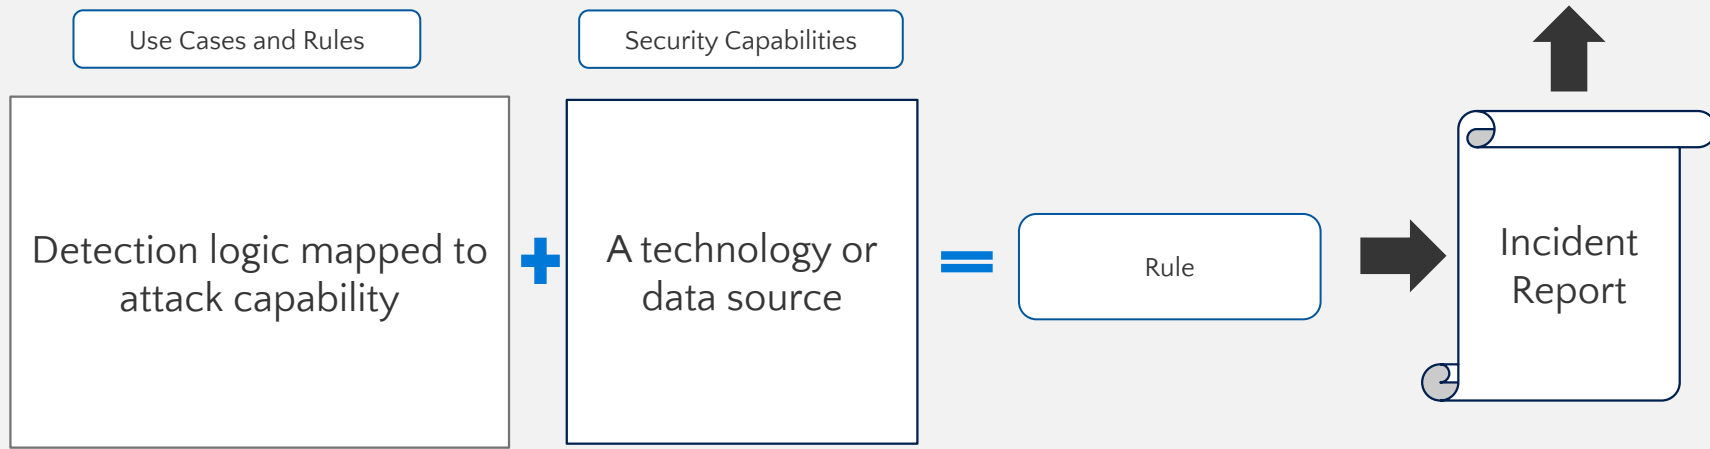 Use Cases and Rules
Security Capabilities
Detection logic mapped to
attack capability
A technology or
data source
Rule
Incident
Report